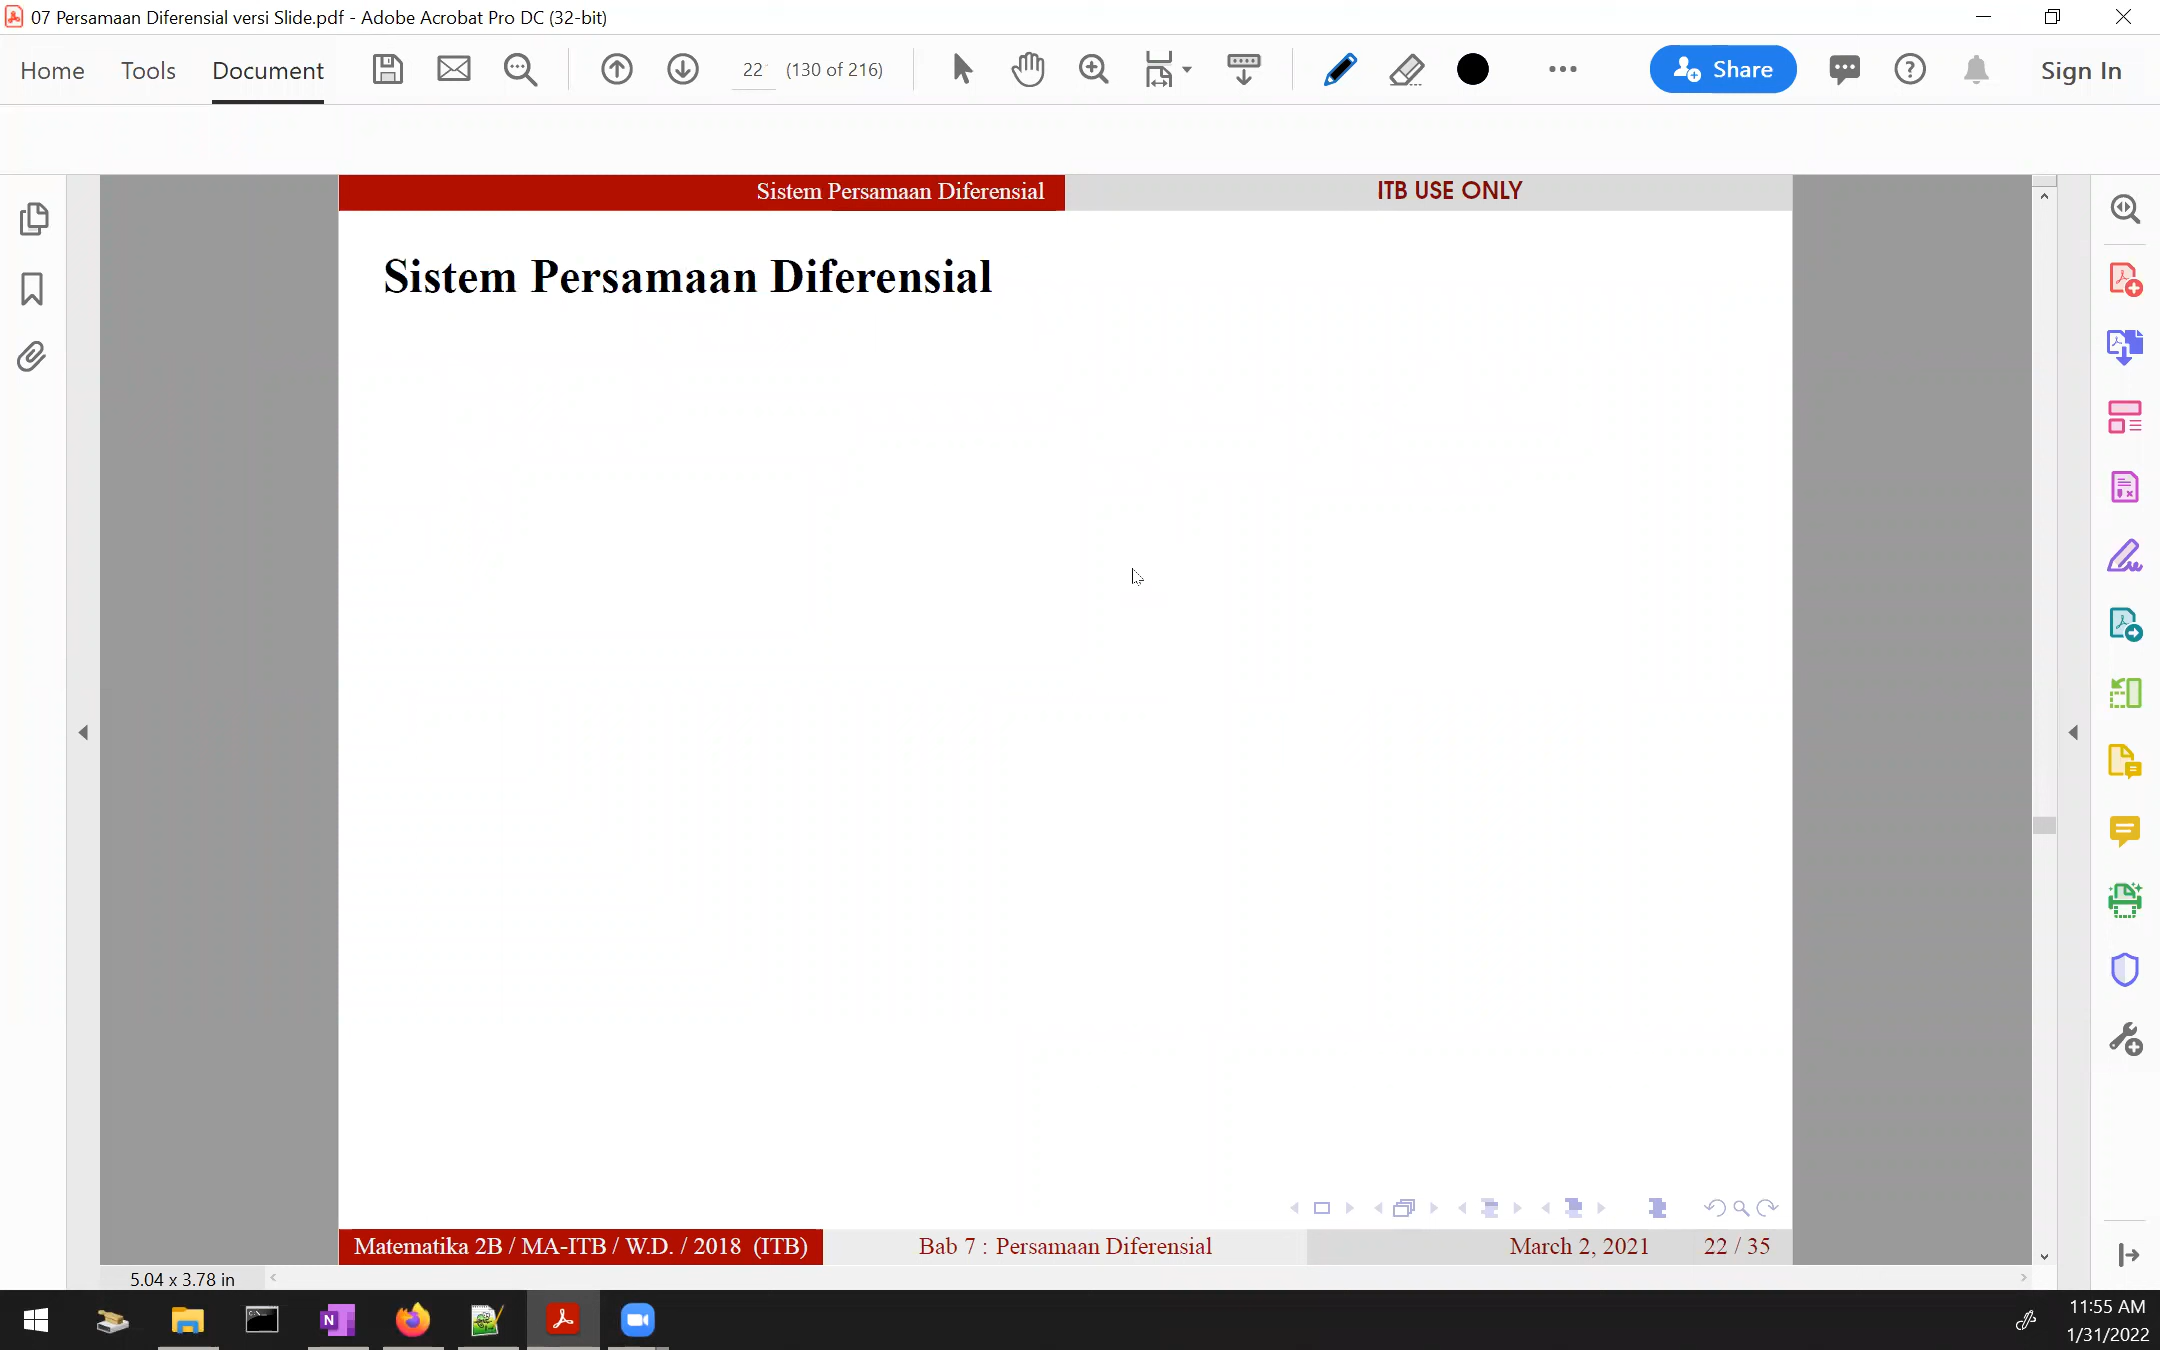 07 Persamaan Diferensial versi Slide.pdf - Adobe Acrobat Pro DC (32-bit)
Home Tools Document 22 (130 of 216) Share Sign In
Sistem Persamaan Diferensial ITB USE ONLY
Sistem Persamaan Diferensial
Matematika 2B / MA-ITB / W.D. / 2018 (ITB) Bab 7 : Persamaan Diferensial March 2, 2021 22 / 35
5.04 x 3.78 in
11:55 AM
1/31/2022